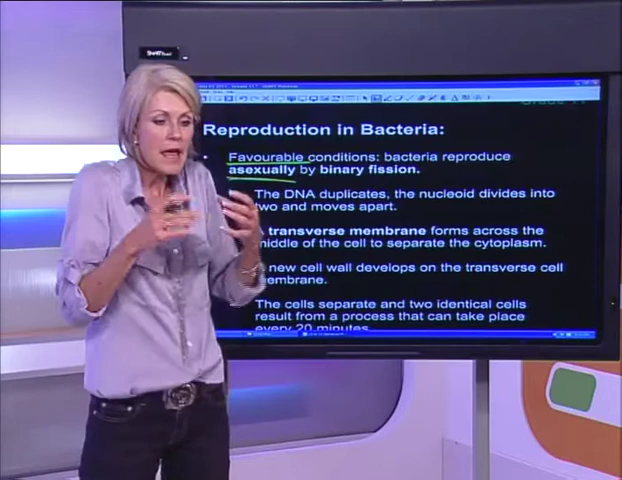 SMART
Grade 11
Reproduction in Bacteria:
Favourable conditions: bacteria reproduce
asexually by binary fission.
The DNA duplicates, the nucleoid divides into
two and moves apart.
transverse membrane forms across the
middle of the cell to separate the cytoplasm.
new cell wall develops on the transverse cell
membrane.
The cells separate and two identical cells
result from a process that can take place
every 20 minutes.